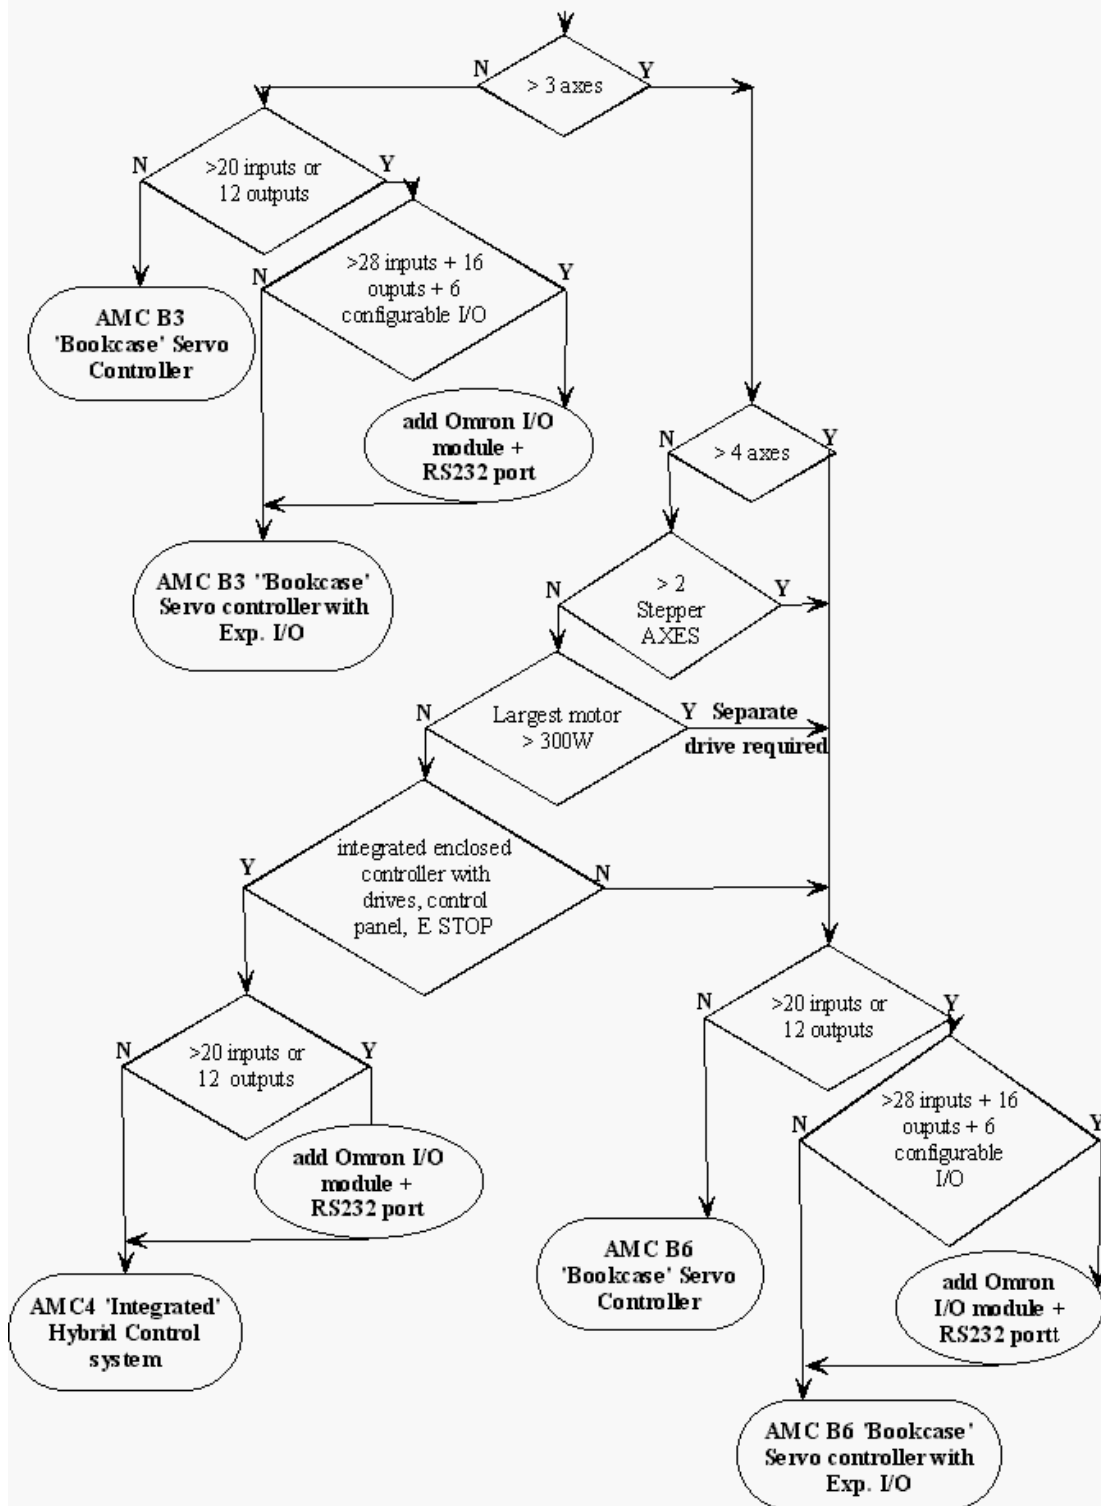 N
Y
> 3 axes
N
Y
>20 inputs or
12 outputs
N
Y
>28 inputs + 16
ouputs + 6
configurable I/O
AMC B3
'Bookcase' Servo
Controller
add Omron I/O
module +
RS232 port
N
Y
> 4 axes
AMC B3 "Bookcase'
Servo controller with
Exp. I/O
N
Y
> 2
Stepper
AXES
N
Largest motor
> 300W
Y Separate
drive required
Y
N
integrated enclosed
controller with
drives, control
panel, E STOP
N
Y
>20 inputs or
12 outputs
N
Y
>20 inputs or
12 outputs
N
Y
>28 inputs + 16
ouputs + 6
configurable
I/O
add Omron I/O
module +
RS232 port
AMC B6
'Bookcase' Servo
Controller
add Omron
I/O module +
RS232 portt
AMC4 'Integrated'
Hybrid Control
system
AMC B6 'Bookcase'
Servo controller with
Exp. I/O